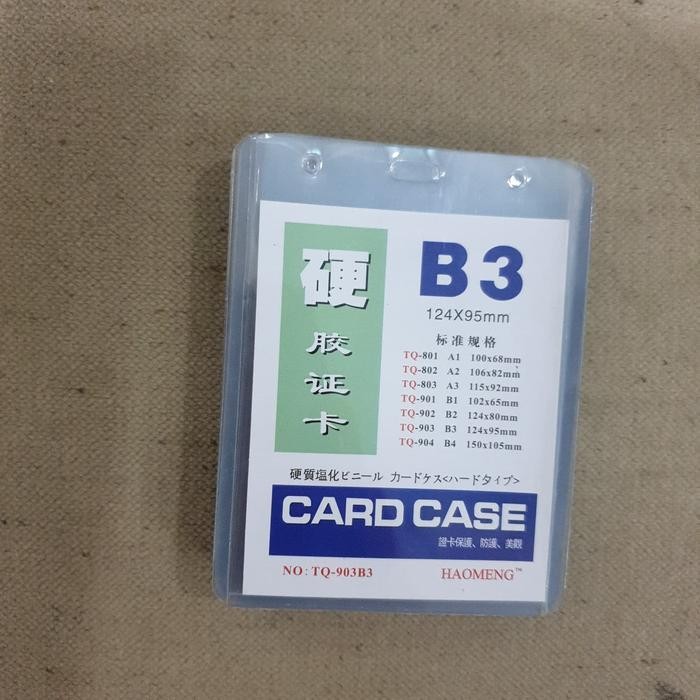 硬
胶
证
卡
B3
124X95mm
标准规格
TQ-801 A1 100x68mm
TQ-802 A2 106x82mm
TQ-803 A3 115x92mm
TQ-901 B1 102x65mm
TQ-902 B2 124x80mm
TQ-903 B3 124x95mm
TQ-904 B4 150x105mm
硬質塩化ビニール カードケス<ハードタイプ>
CARD CASE
證卡保護、防護、美觀
NO: TQ-903B3
HAOMENG™